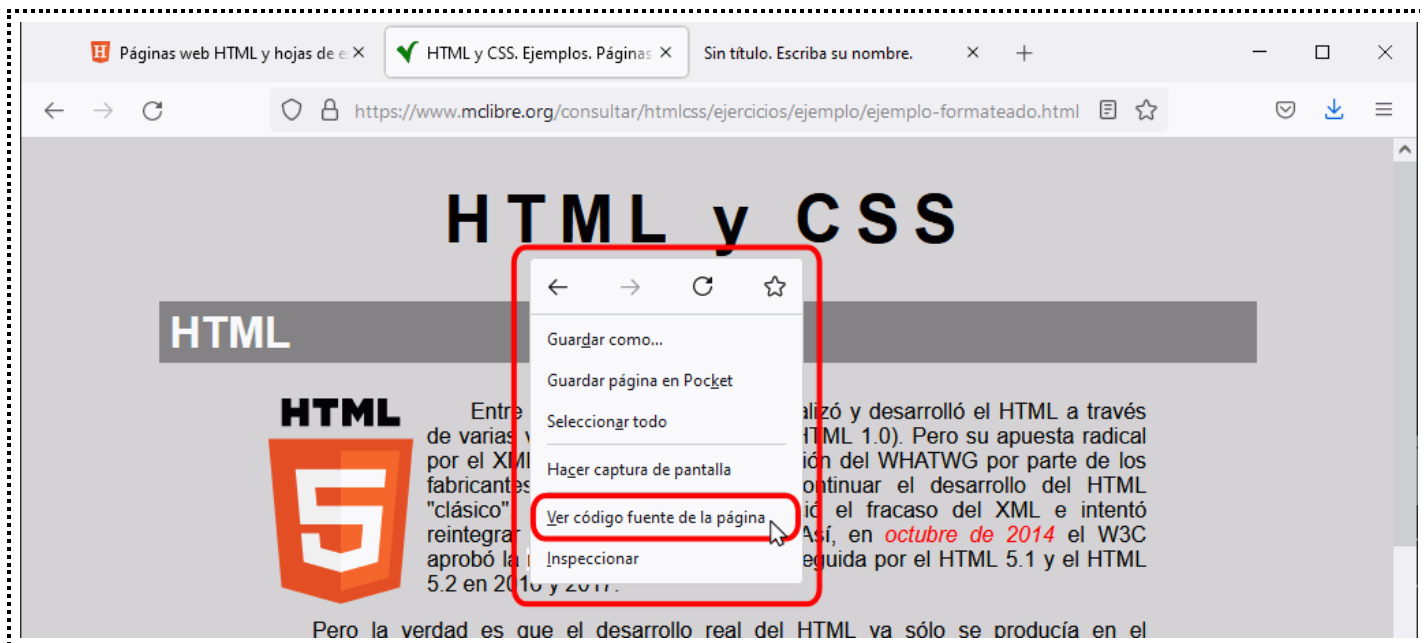 Páginas web HTML y hojas de e
HTML y CSS. Ejemplos. Páginas
Sin título. Escriba su nombre.
https://www.mclibre.org/consultar/htmlcss/ejercicios/ejemplo/ejemplo-formateado.html
HTML y CSS
HTML
Guardar como...
Guardar página en Pocket
Seleccionar todo
Hacer captura de pantalla
Ver código fuente de la página
Inspeccionar
HTML
5
Entre alizó y desarrolló el HTML a través
de varias HTML 1.0). Pero su apuesta radical
por el XML ión del WHATWG por parte de los
fabricantes ontinuar el desarrollo del HTML
"clásico" ió el fracaso del XML e intentó
reintegrar Así, en octubre de 2014 el W3C
aprobó la eguida por el HTML 5.1 y el HTML
5.2 en 2016 y 2017.
Pero la verdad es que el desarrollo real del HTML ya sólo se producía en el